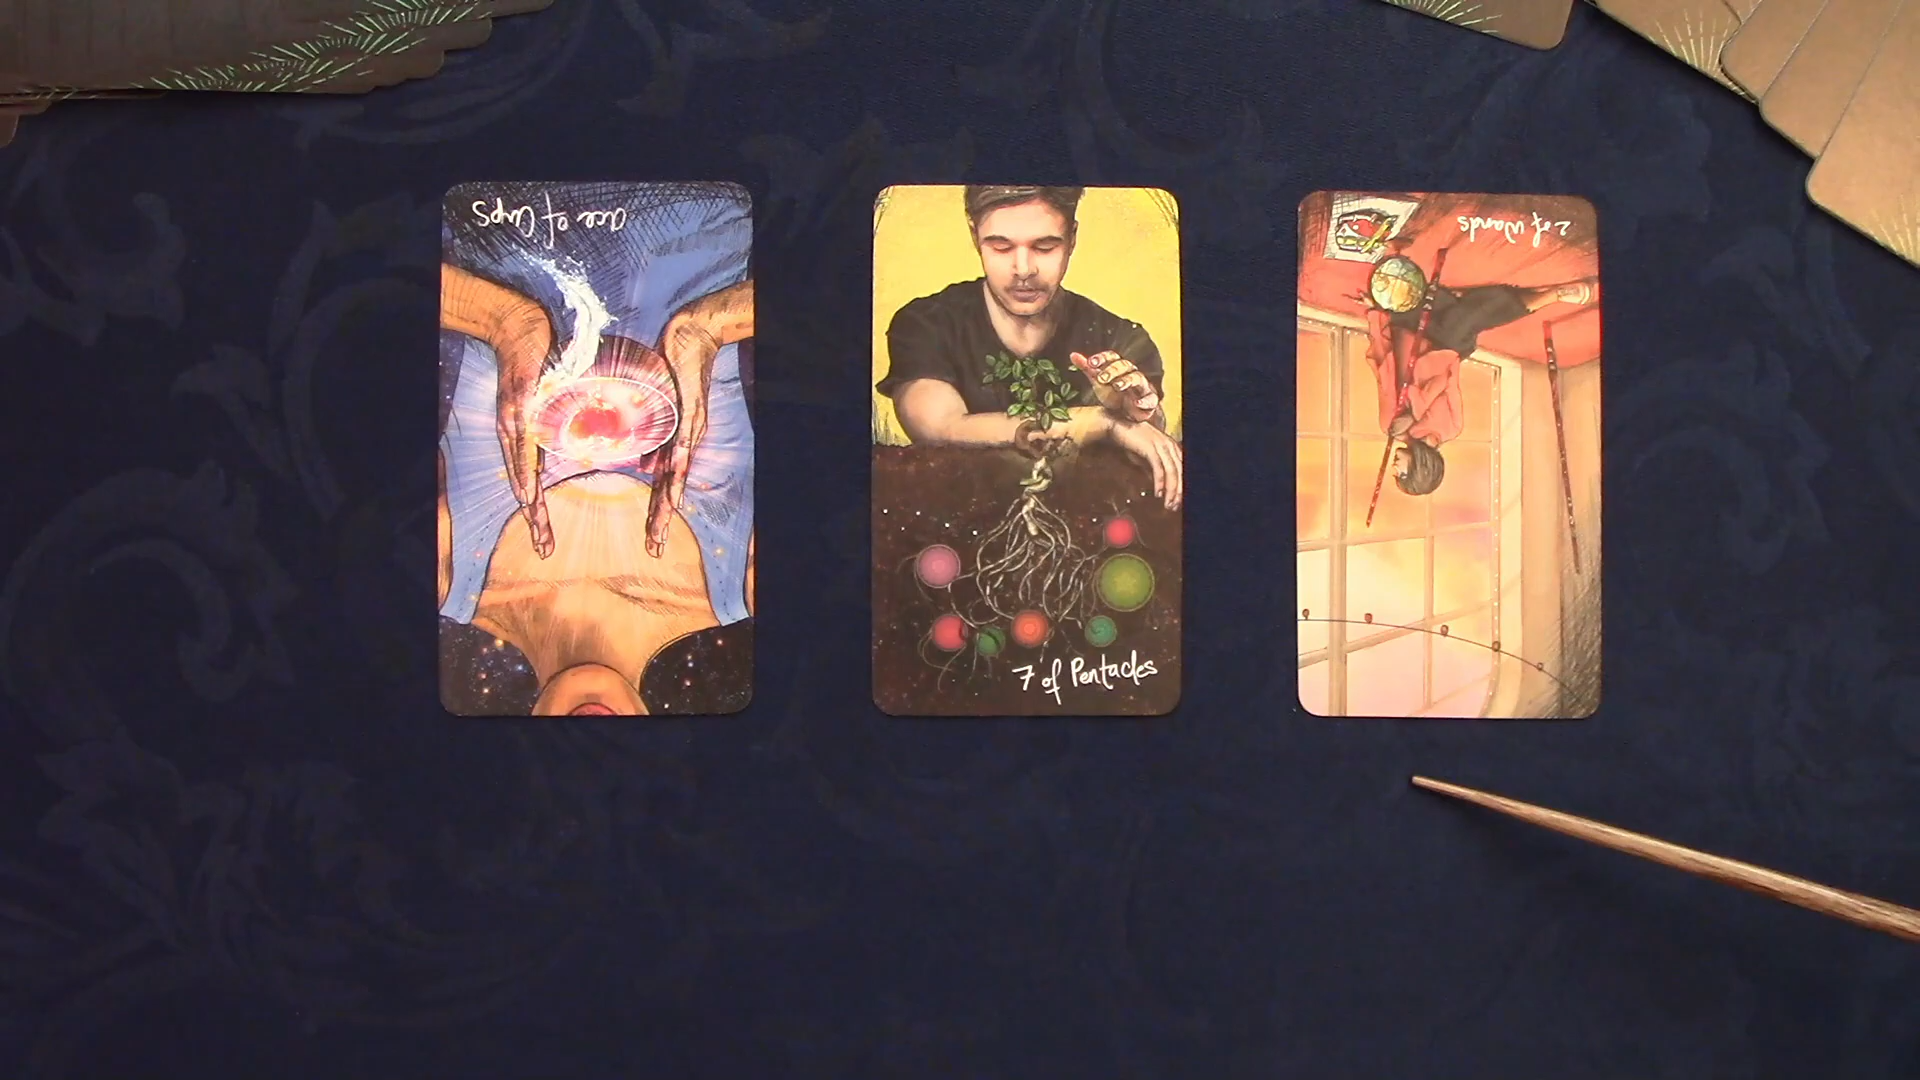 ace of Cups
7 of Pentacles
2 of Wands